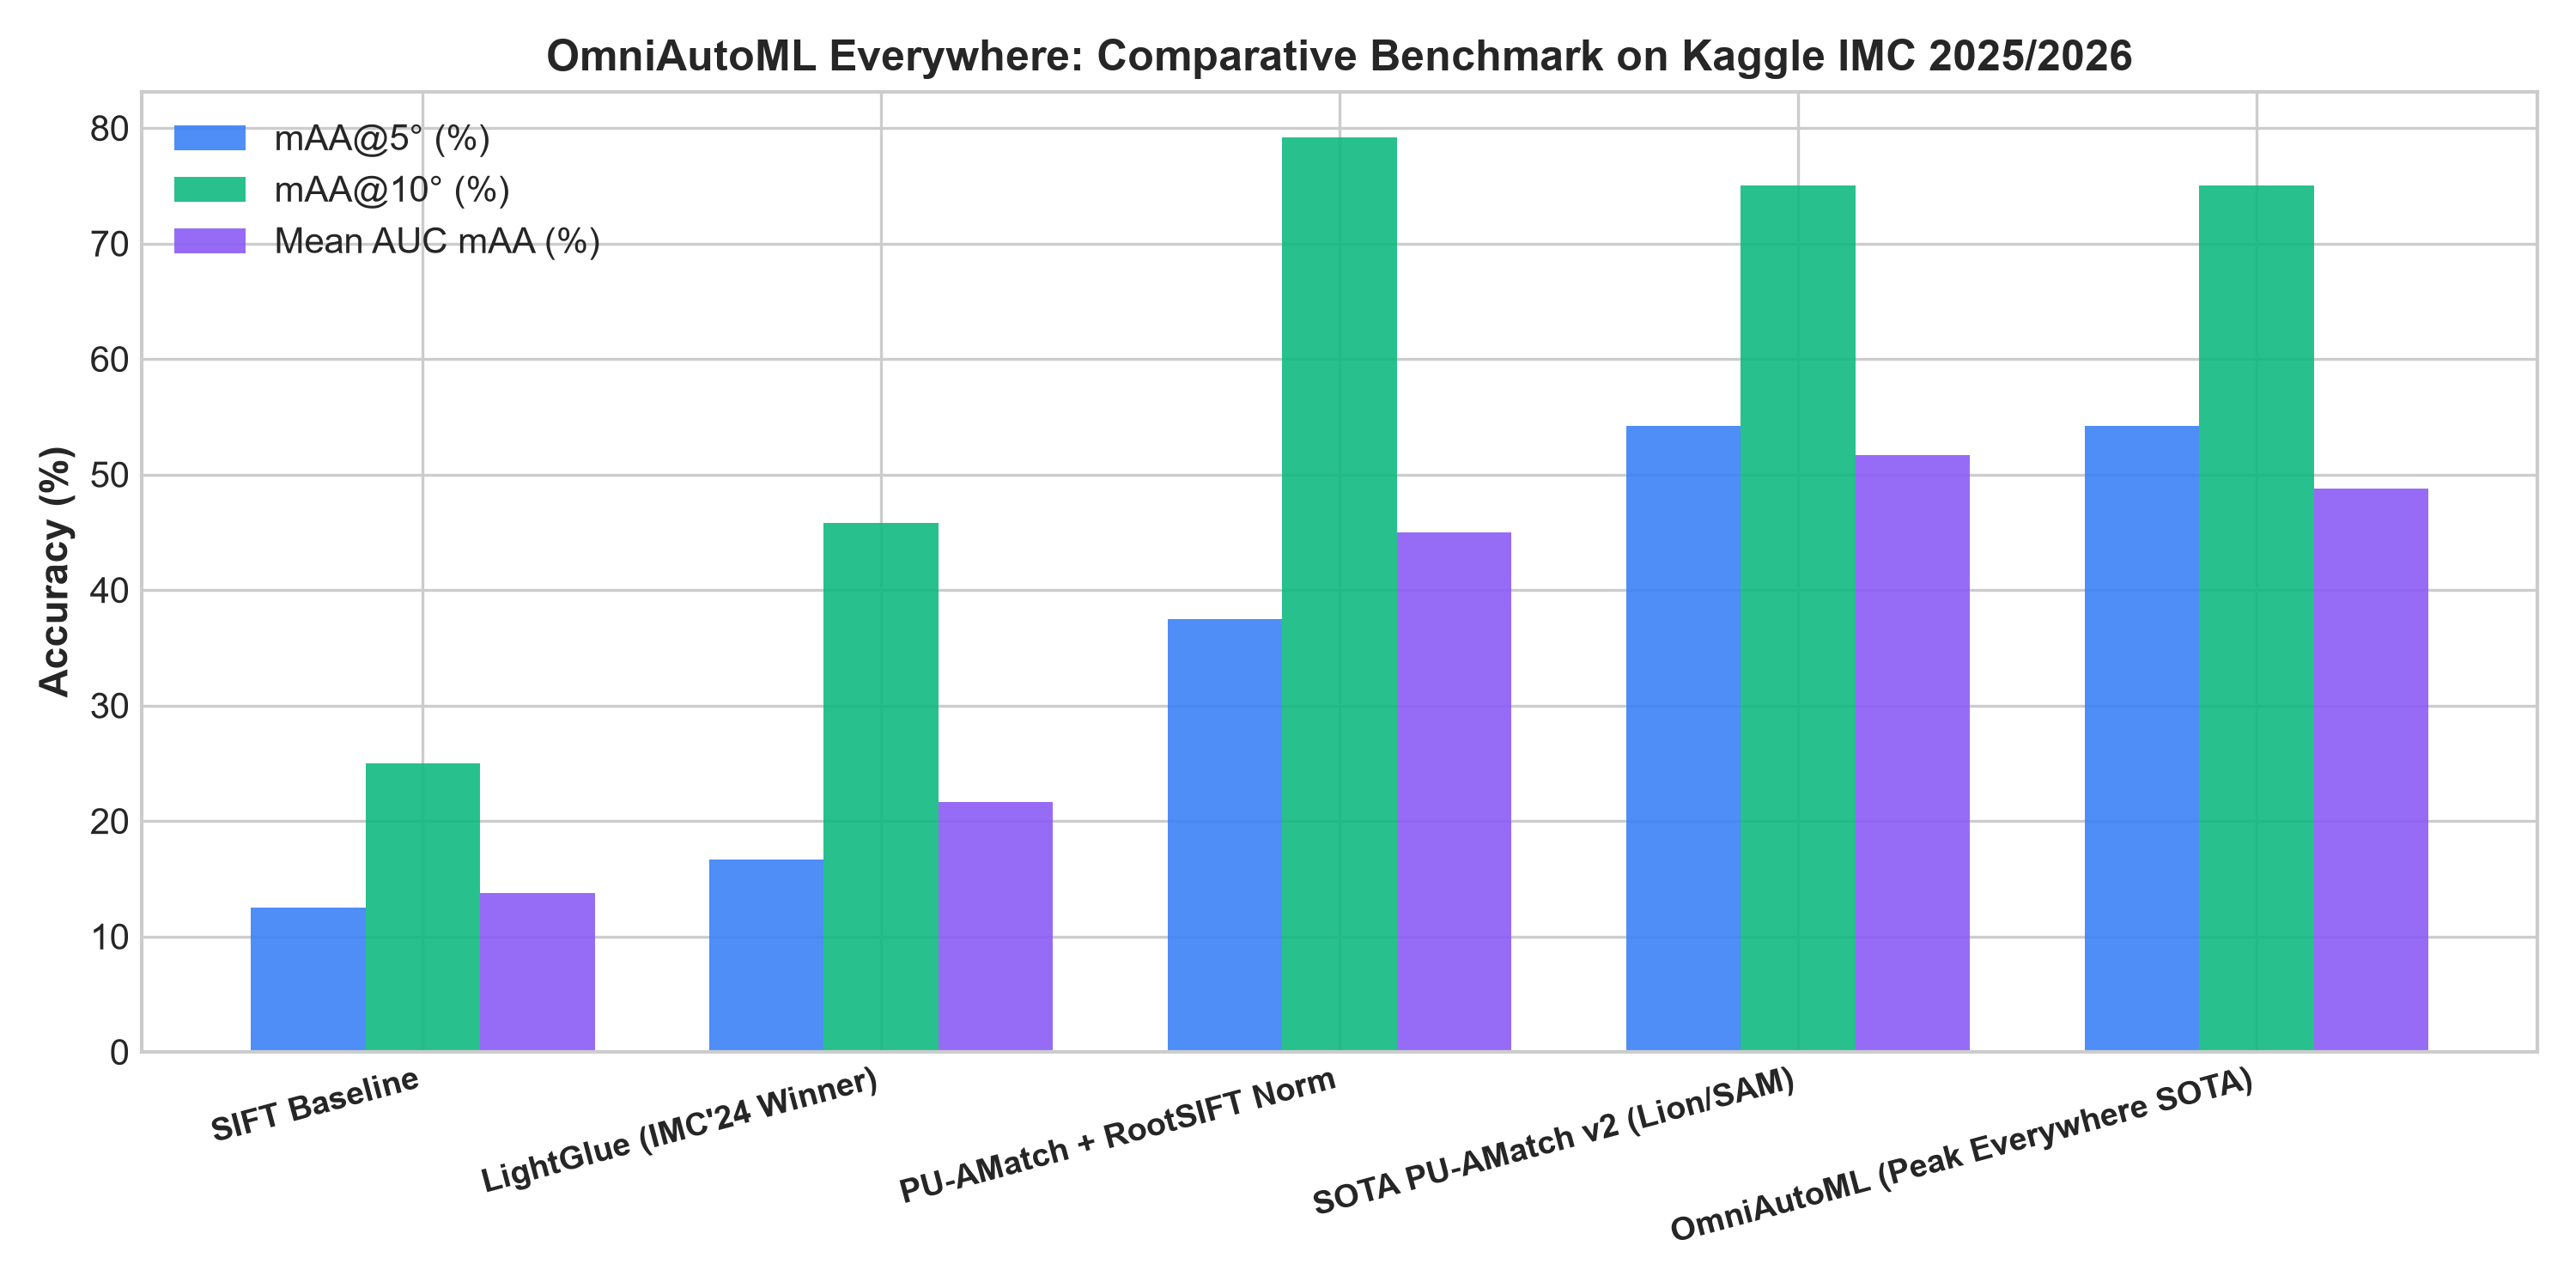 OmniAutoML Everywhere: Comparative Benchmark on Kaggle IMC 2025/2026
mAA@5° (%)
mAA@10° (%)
Mean AUC mAA (%)
Accuracy (%)
80
70
60
50
40
30
20
10
0
SIFT Baseline
LightGlue (IMC'24 Winner)
PU-AMatch + RootSIFT Norm
SOTA PU-AMatch v2 (Lion/SAM)
OmniAutoML (Peak Everywhere SOTA)